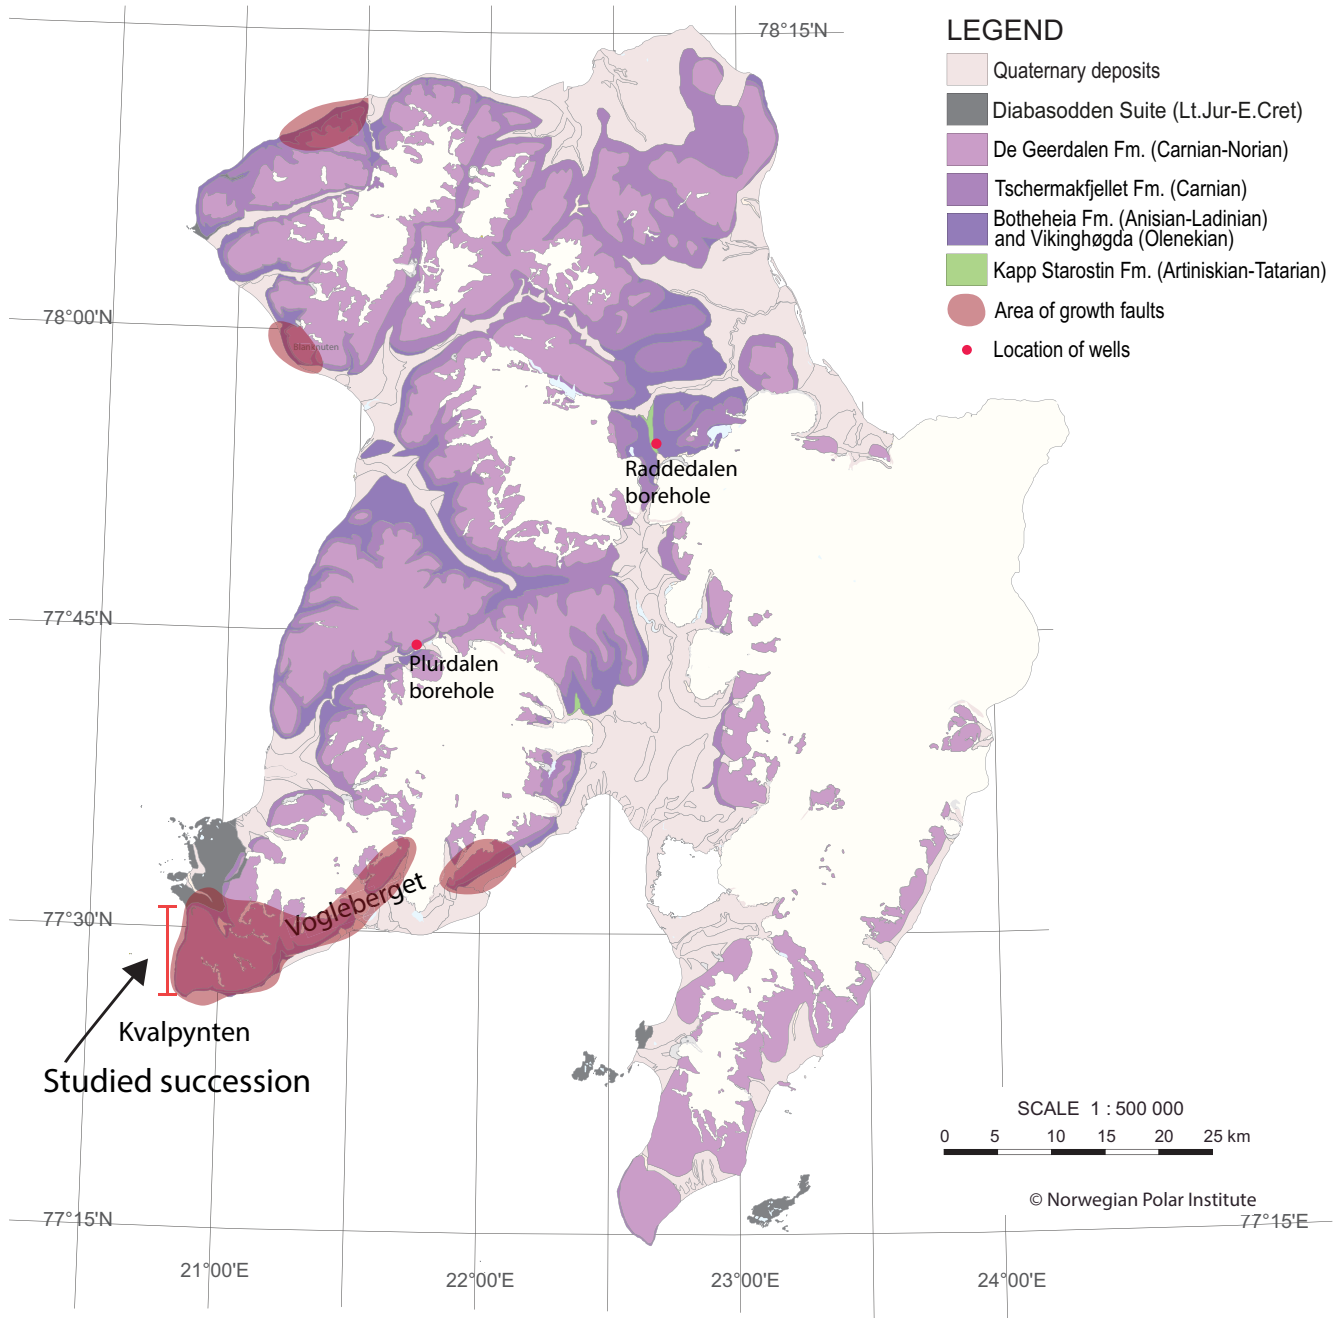 78°15'N
LEGEND
Quaternary deposits
Diabasodden Suite (Lt.Jur-E.Cret)
De Geerdalen Fm. (Carnian-Norian)
Tschermakfjellet Fm. (Carnian)
Botheheia Fm. (Anisian-Ladinian)
and Vikinghøgda (Olenekian)
Kapp Starostin Fm. (Artiniskian-Tatarian)
Area of growth faults
Location of wells
78°00'N
Raddedalen
borehole
77°45'N
Plurdalen
borehole
Vogleberget
77°30'N
Kvalpynten
Studied succession
SCALE 1 : 500 000
0 5 10 15 20 25 km
© Norwegian Polar Institute
77°15'N
77°15'E
21°00'E
22°00'E
23°00'E
24°00'E